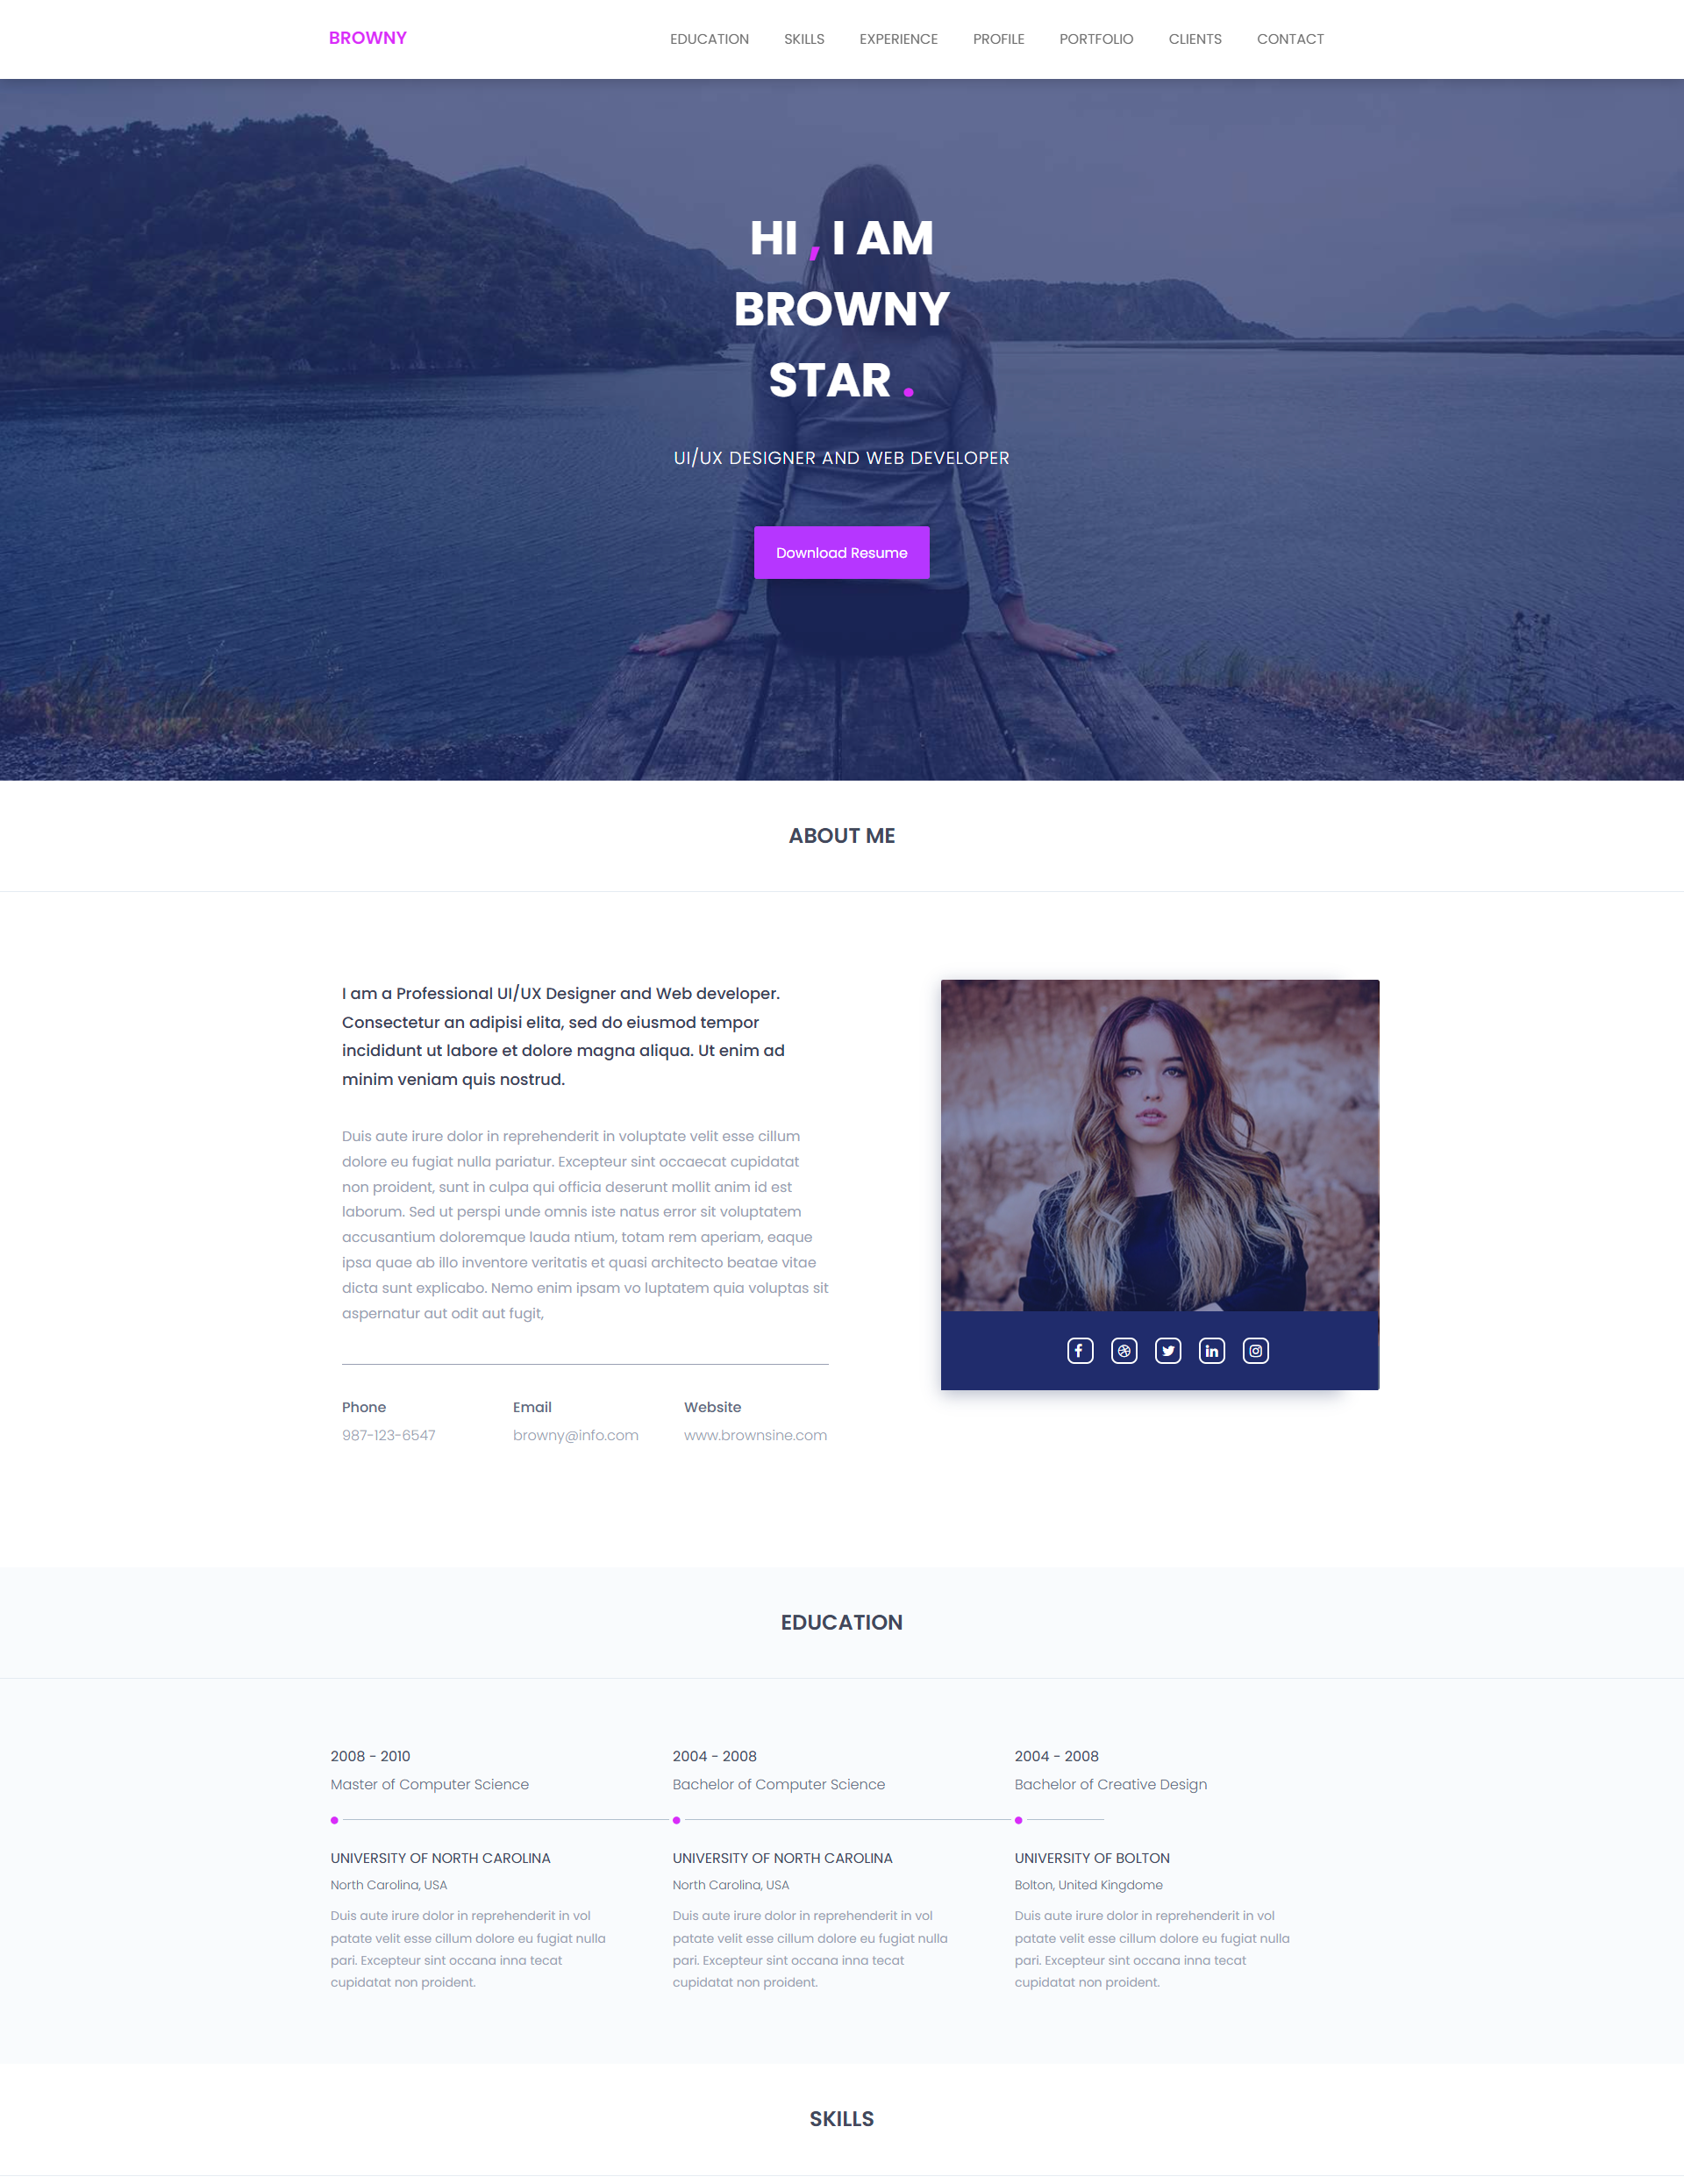 BROWNY
EDUCATION SKILLS EXPERIENCE PROFILE PORTFOLIO CLIENTS CONTACT
HI , I AM
BROWNY
STAR .
UI/UX DESIGNER AND WEB DEVELOPER
Download Resume
ABOUT ME
I am a Professional UI/UX Designer and Web developer.
Consectetur an adipisi elita, sed do eiusmod tempor
incididunt ut labore et dolore magna aliqua. Ut enim ad
minim veniam quis nostrud.
Duis aute irure dolor in reprehenderit in voluptate velit esse cillum
dolore eu fugiat nulla pariatur. Excepteur sint occaecat cupidatat
non proident, sunt in culpa qui officia deserunt mollit anim id est
laborum. Sed ut perspi unde omnis iste natus error sit voluptatem
accusantium doloremque lauda ntium, totam rem aperiam, eaque
ipsa quae ab illo inventore veritatis et quasi architecto beatae vitae
dicta sunt explicabo. Nemo enim ipsam vo luptatem quia voluptas sit
aspernatur aut odit aut fugit,
Phone
987-123-6547
Email
browny@info.com
Website
www.brownsine.com
EDUCATION
2008 - 2010
Master of Computer Science
UNIVERSITY OF NORTH CAROLINA
North Carolina, USA
Duis aute irure dolor in reprehenderit in vol
patate velit esse cillum dolore eu fugiat nulla
pari. Excepteur sint occana inna tecat
cupidatat non proident.
2004 - 2008
Bachelor of Computer Science
UNIVERSITY OF NORTH CAROLINA
North Carolina, USA
Duis aute irure dolor in reprehenderit in vol
patate velit esse cillum dolore eu fugiat nulla
pari. Excepteur sint occana inna tecat
cupidatat non proident.
2004 - 2008
Bachelor of Creative Design
UNIVERSITY OF BOLTON
Bolton, United Kingdome
Duis aute irure dolor in reprehenderit in vol
patate velit esse cillum dolore eu fugiat nulla
pari. Excepteur sint occana inna tecat
cupidatat non proident.
SKILLS